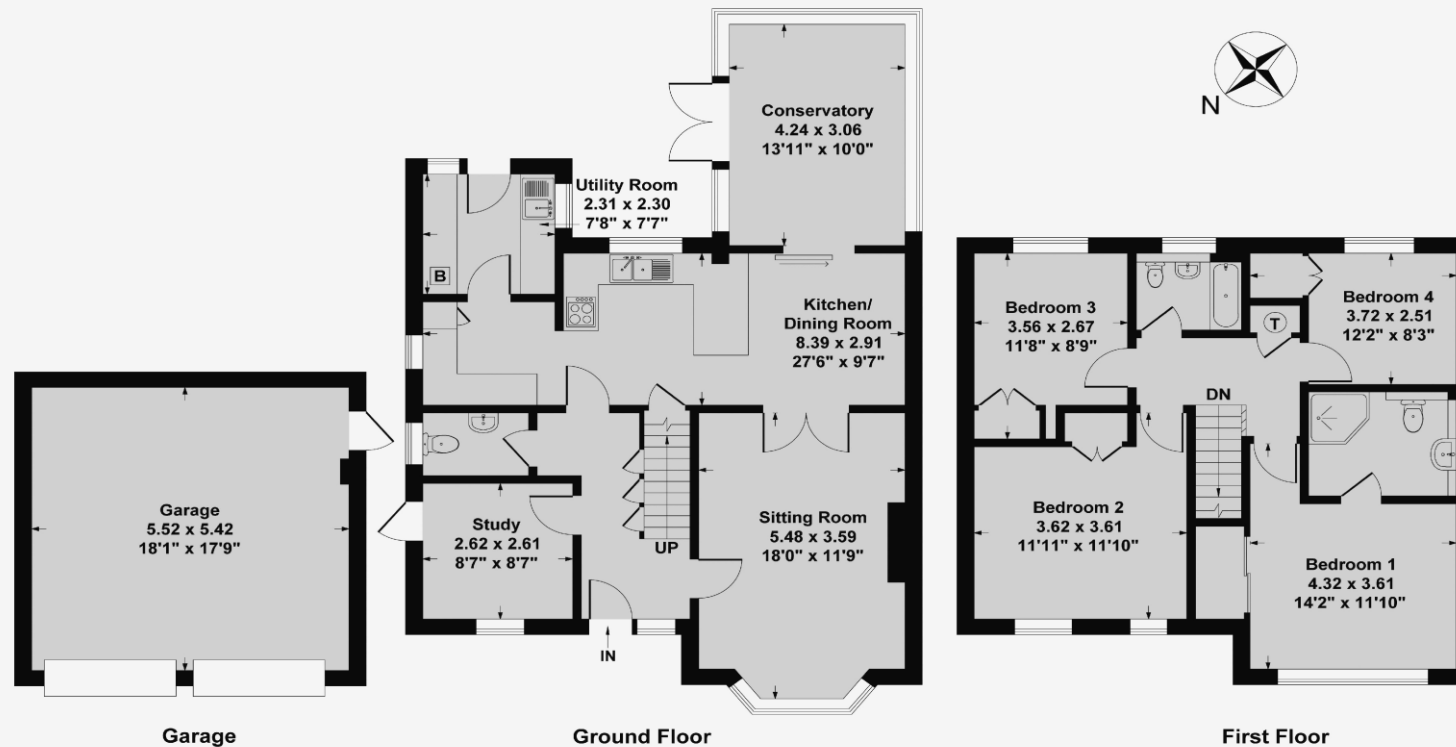 N
Conservatory
4.24 x 3.06
13'11" x 10'0"
Utility Room
2.31 x 2.30
7'8" x 7'7"
B
Kitchen/
Dining Room
8.39 x 2.91
27'6" x 9'7"
Garage
5.52 x 5.42
18'1" x 17'9"
Study
2.62 x 2.61
8'7" x 8'7"
UP
Sitting Room
5.48 x 3.59
18'0" x 11'9"
IN
Bedroom 3
3.56 x 2.67
11'8" x 8'9"
Bedroom 4
3.72 x 2.51
12'2" x 8'3"
T
DN
Bedroom 2
3.62 x 3.61
11'11" x 11'10"
Bedroom 1
4.32 x 3.61
14'2" x 11'10"
Garage
Ground Floor
First Floor